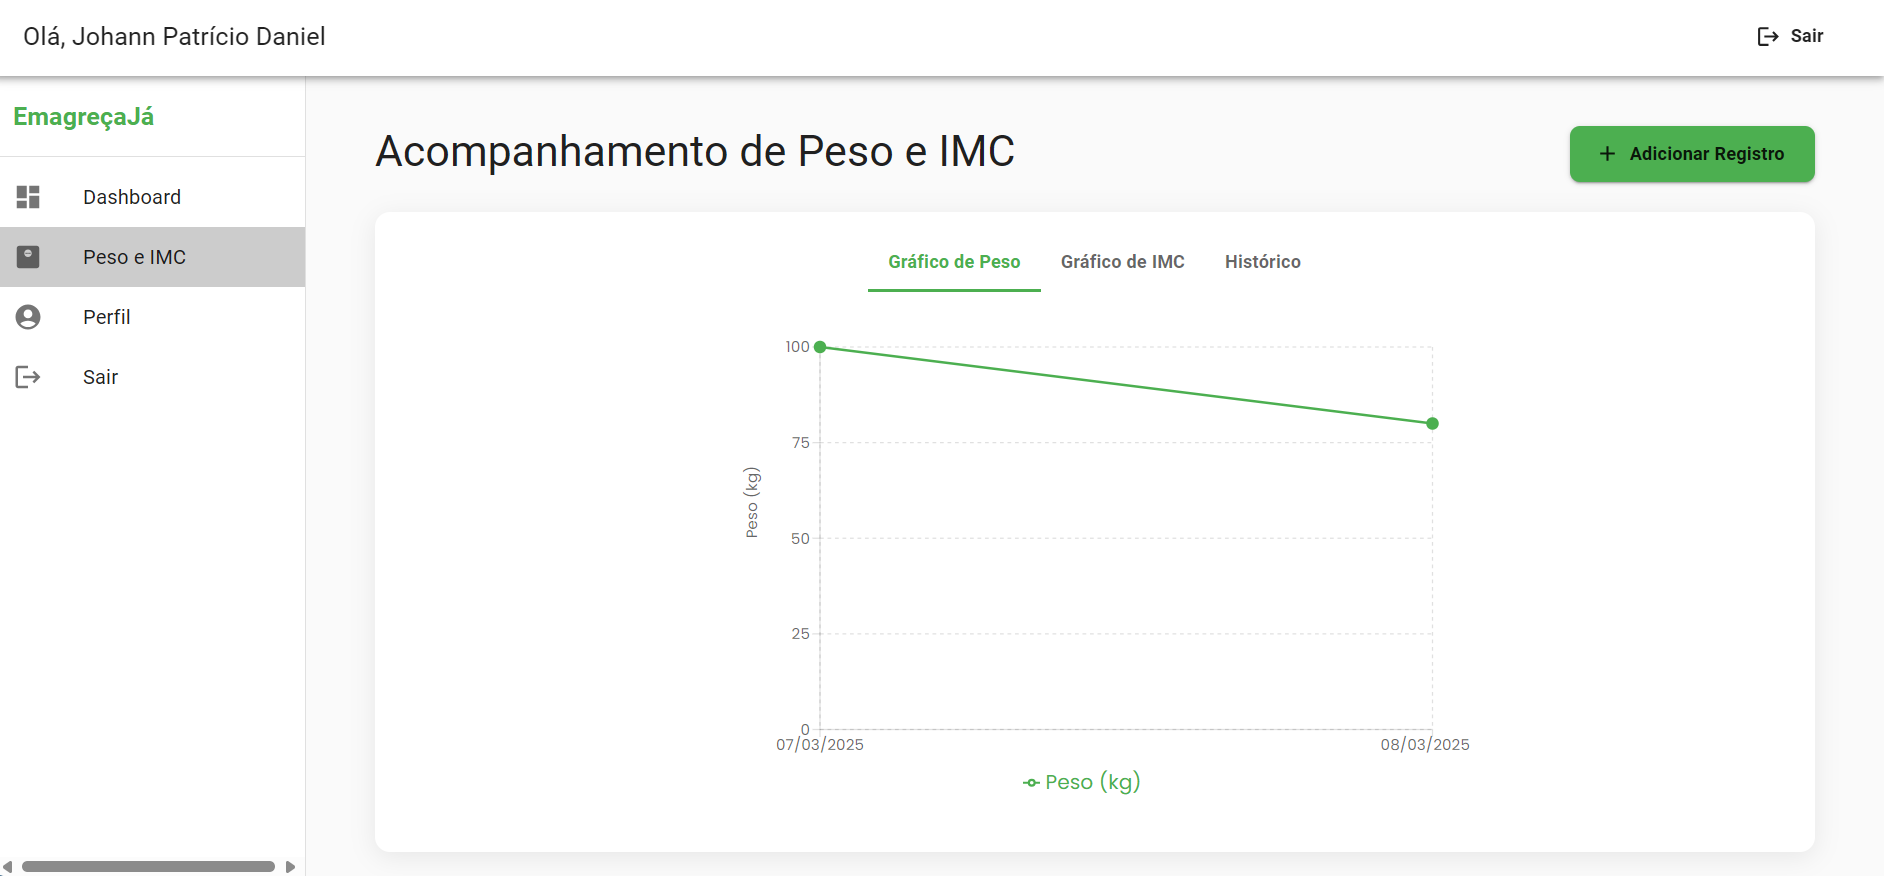 Olá, Johann Patrício Daniel
Sair
EmagreçaJá
Dashboard
Peso e IMC
Perfil
Sair
Acompanhamento de Peso e IMC
Adicionar Registro
Gráfico de Peso
Gráfico de IMC
Histórico
100
75
50
25
0
Peso (kg)
07/03/2025
08/03/2025
Peso (kg)